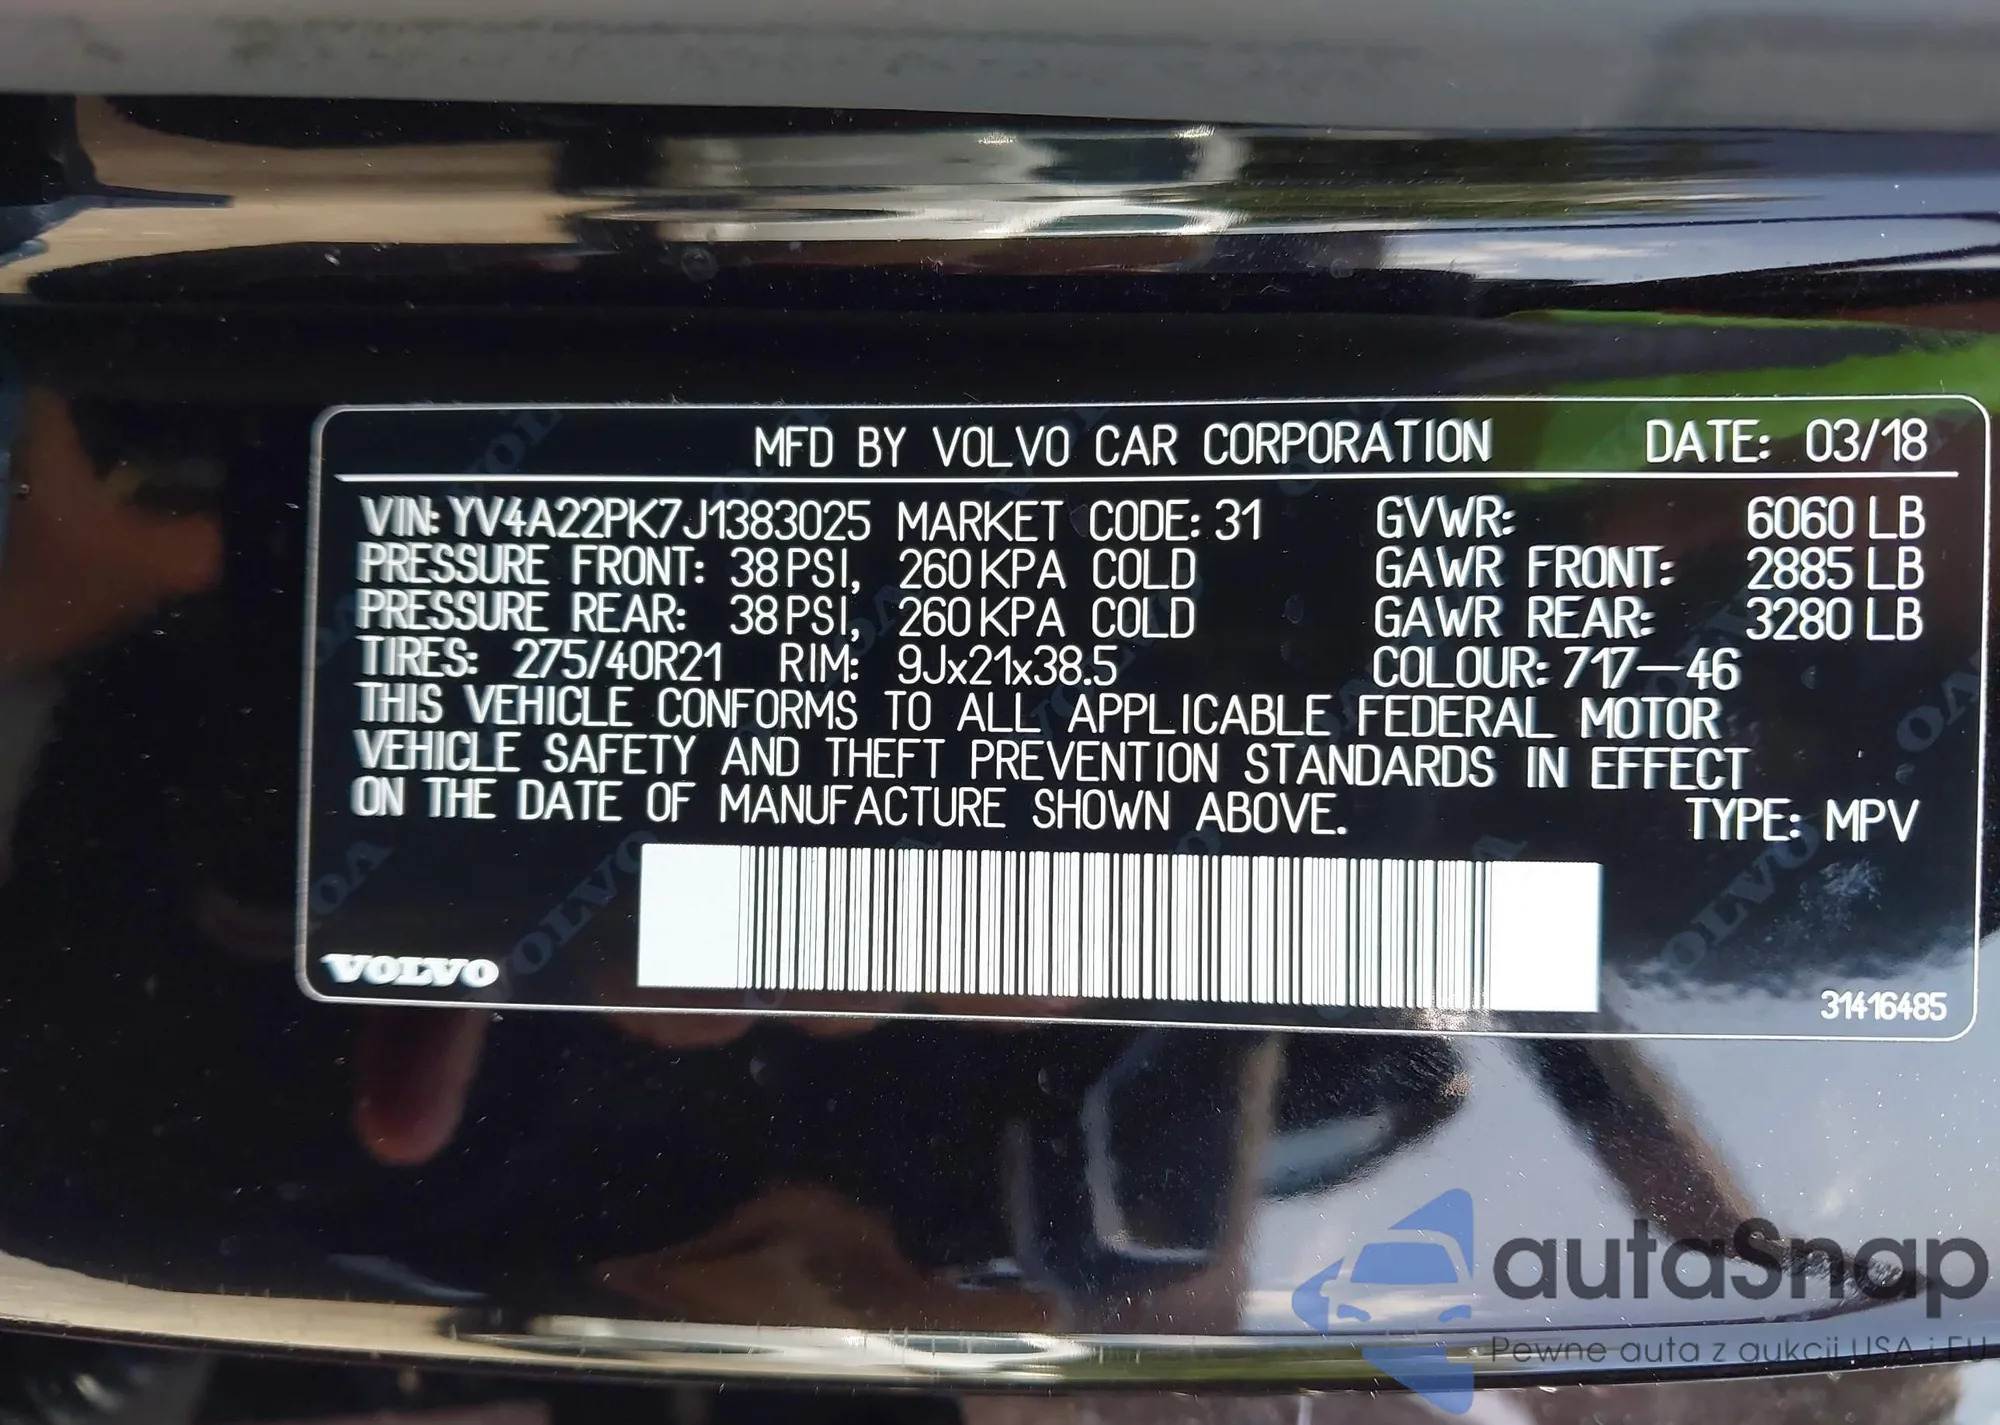 MFD BY VOLVO CAR CORPORATION DATE: 03/18
VIN: YV4A22PK7J1383025 MARKET CODE: 31 GVWR: 6060 LB
PRESSURE FRONT: 38 PSI, 260 KPA COLD GAWR FRONT: 2885 LB
PRESSURE REAR: 38 PSI, 260 KPA COLD GAWR REAR: 3280 LB
TIRES: 275/40R21 RIM: 9Jx21x38.5 COLOUR: 717-46
THIS VEHICLE CONFORMS TO ALL APPLICABLE FEDERAL MOTOR
VEHICLE SAFETY AND THEFT PREVENTION STANDARDS IN EFFECT
ON THE DATE OF MANUFACTURE SHOWN ABOVE. TYPE: MPV
VOLVO
31416485
autaSnap
Pewne auta z aukcji USA i EU